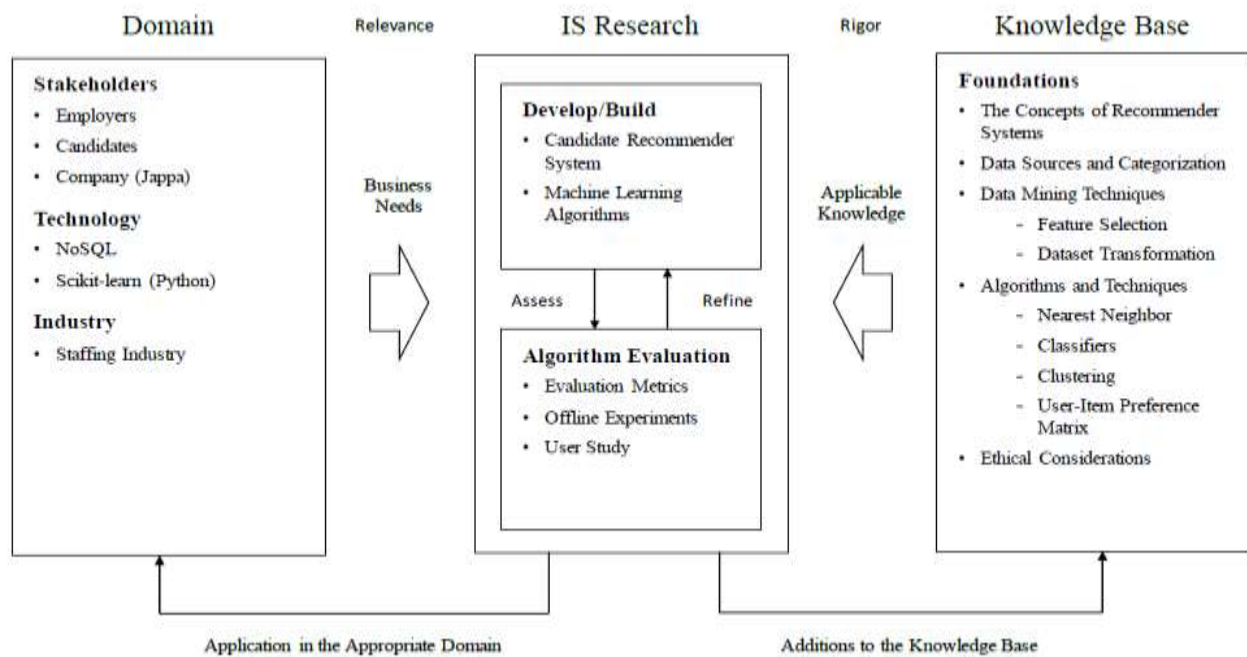 Domain
Relevance
IS Research
Rigor
Knowledge Base
Stakeholders
• Employers
• Candidates
• Company (Jappa)
Technology
• NoSQL
• Scikit-learn (Python)
Industry
• Staffing Industry
Business
Needs
Develop/Build
• Candidate Recommender
System
• Machine Learning
Algorithms
Assess
Refine
Algorithm Evaluation
• Evaluation Metrics
• Offline Experiments
• User Study
Applicable
Knowledge
Foundations
• The Concepts of Recommender
Systems
• Data Sources and Categorization
• Data Mining Techniques
- Feature Selection
- Dataset Transformation
• Algorithms and Techniques
- Nearest Neighbor
- Classifiers
- Clustering
- User-Item Preference
Matrix
• Ethical Considerations
Application in the Appropriate Domain
Additions to the Knowledge Base